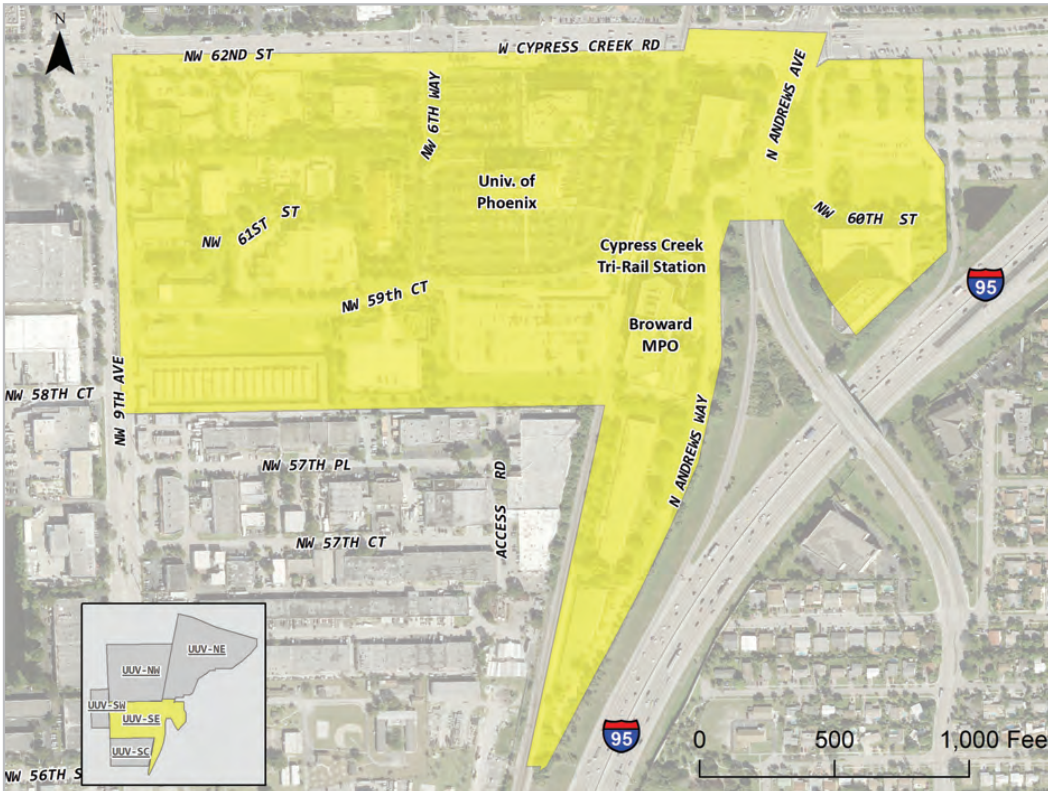 N
NW 62ND ST
W CYPRESS CREEK RD
NW 6TH WAY
N ANDREWS AVE
Univ. of
Phoenix
NW 61ST ST
NW 60TH ST
Cypress Creek
Tri-Rail Station
95
NW 59th CT
Broward
MPO
NW 9TH AVE
NW 58TH CT
N ANDREWS WAY
NW 57TH PL
ACCESS RD
NW 57TH CT
UUV-NE
UUV-NW
UUV-SW
UUV-SE
UUV-SC
95
0 500 1,000 Fee
NW 56TH S